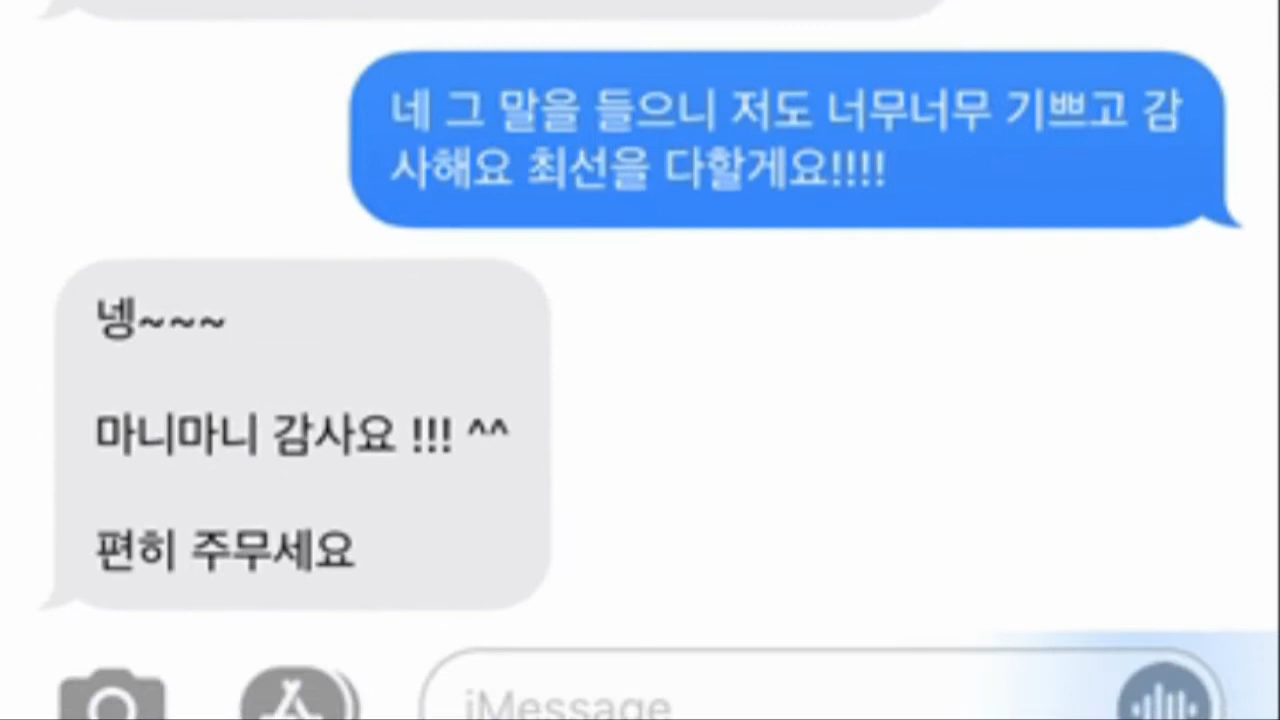 네 그 말을 들으니 저도 너무너무 기쁘고 감
사해요 최선을 다할게요!!!!
넹~~~
마니마니 감사요 !!! ^^
편히 주무세요
iMessage